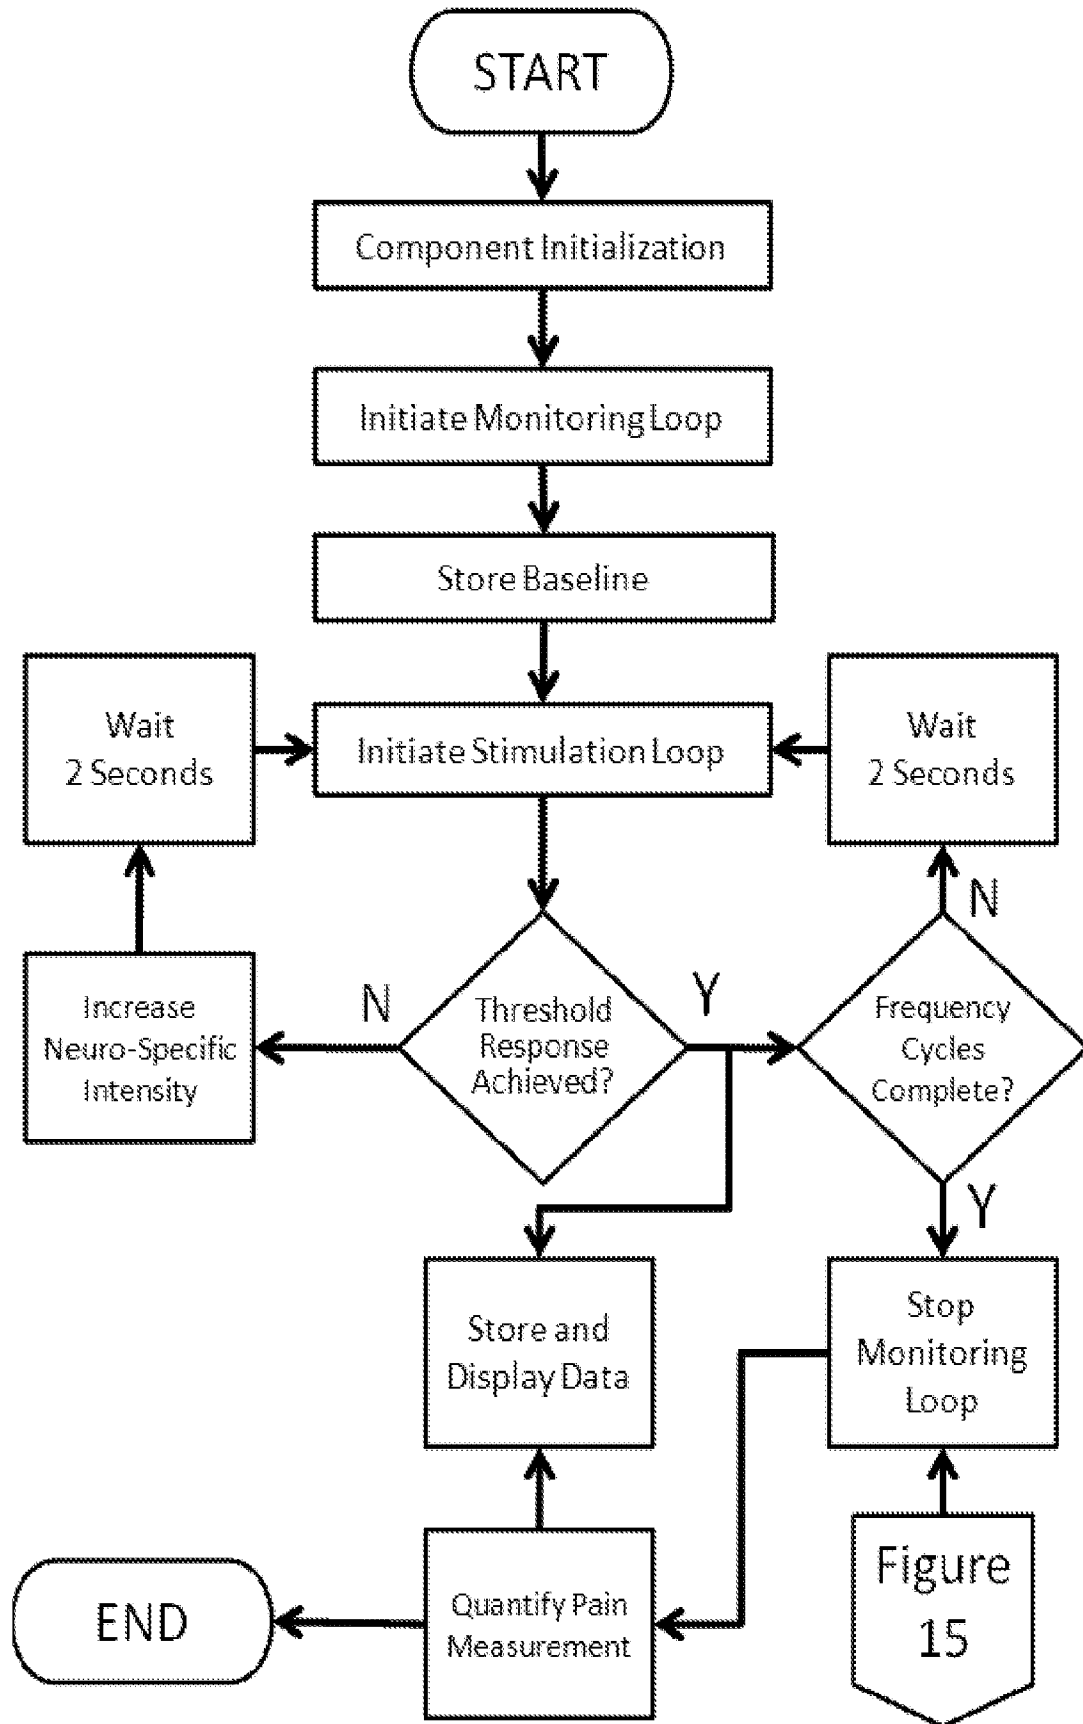 START
Component Initialization
Initiate Monitoring Loop
Store Baseline
Wait
2 Seconds
Initiate Stimulation Loop
Wait
2 Seconds
N
Increase
Neuro-Specific
Intensity
N
Threshold
Response
Achieved?
Y
Frequency
Cycles
Complete?
Y
Store and
Display Data
Stop
Monitoring
Loop
END
Quantify Pain
Measurement
Figure
15